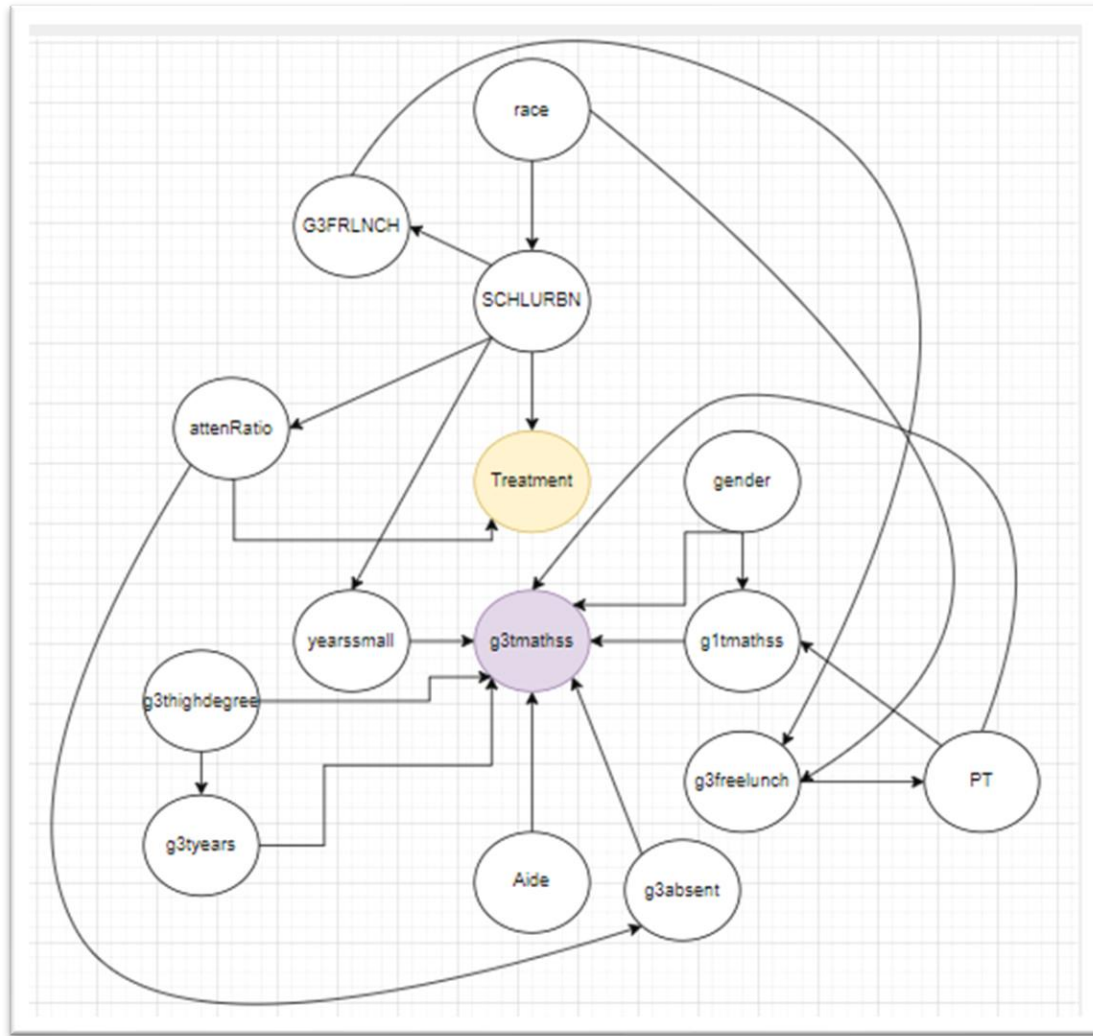 race
G3FRLNCH
SCHLURBN
attenRatio
Treatment
gender
yearssmall
g3tmathss
g1tmathss
g3thighdegree
g3freelunch
PT
g3tyears
Aide
g3absent